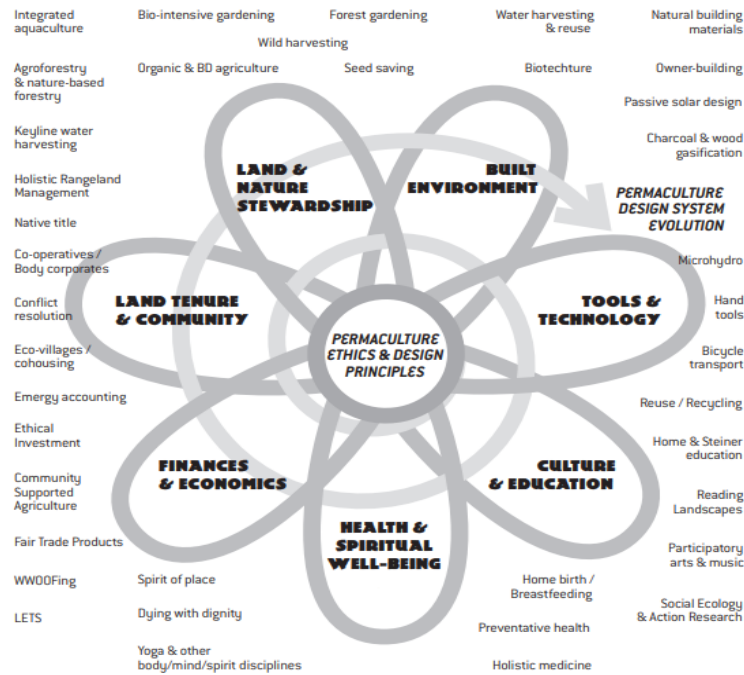 Integrated
aquaculture
Bio-intensive gardening
Forest gardening
Water harvesting
& reuse
Natural building
materials
Wild harvesting
Agroforestry
& nature-based
forestry
Organic & BD agriculture
Seed saving
Biotechture
Owner-building
Passive solar design
Keyline water
harvesting
Charcoal & wood
gasification
Holistic Rangeland
Management
LAND &
NATURE
STEWARDSHIP
BUILT
ENVIRONMENT
PERMACULTURE
DESIGN SYSTEM
EVOLUTION
Native title
Co-operatives /
Body corporates
Microhydro
Conflict
resolution
LAND TENURE
& COMMUNITY
TOOLS &
TECHNOLOGY
Hand
tools
PERMACULTURE
ETHICS & DESIGN
PRINCIPLES
Eco-villages /
cohousing
Bicycle
transport
Emergy accounting
Reuse / Recycling
Ethical
Investment
Home & Steiner
education
FINANCES
& ECONOMICS
CULTURE
& EDUCATION
Community
Supported
Agriculture
Reading
Landscapes
HEALTH &
SPIRITUAL
WELL-BEING
Fair Trade Products
Participatory
arts & music
WWOOFing
Spirit of place
Home birth /
Breastfeeding
LETS
Dying with dignity
Preventative health
Social Ecology
& Action Research
Yoga & other
body/mind/spirit disciplines
Holistic medicine